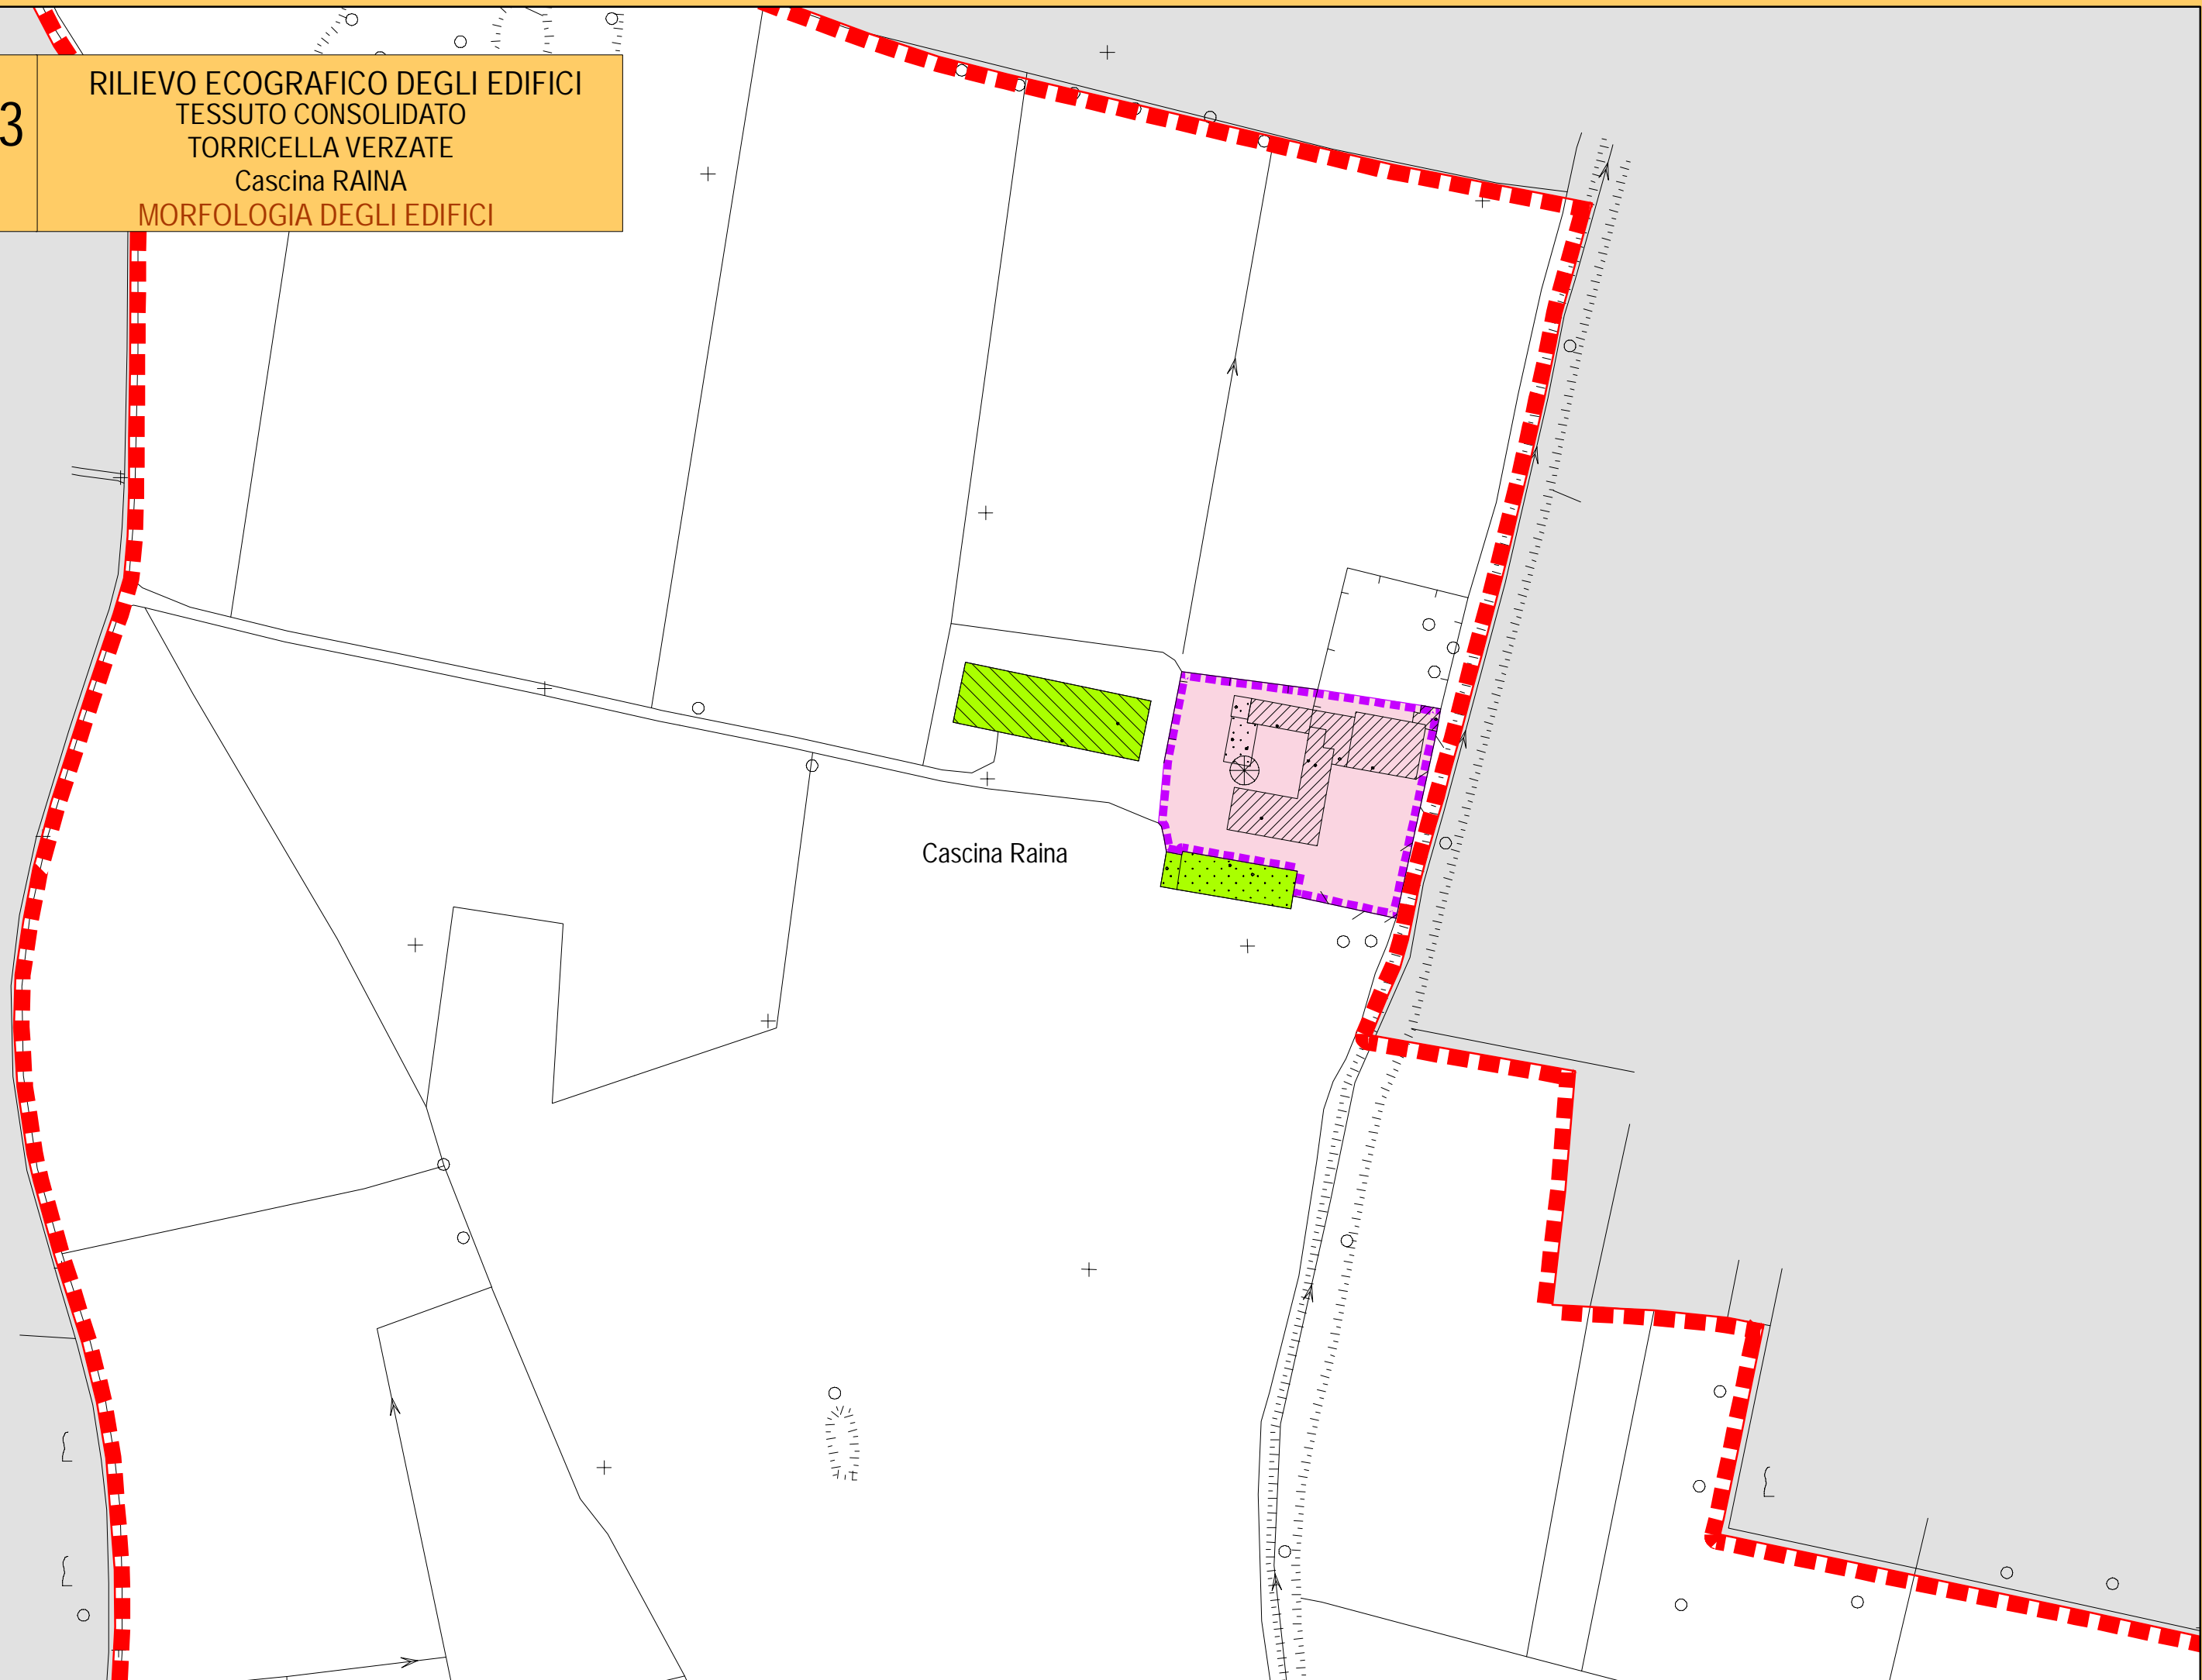 3
RILIEVO ECOGRAFICO DEGLI EDIFICI
TESSUTO CONSOLIDATO
TORRICELLA VERZATE
Cascina RAINA
MORFOLOGIA DEGLI EDIFICI
Cascina Raina